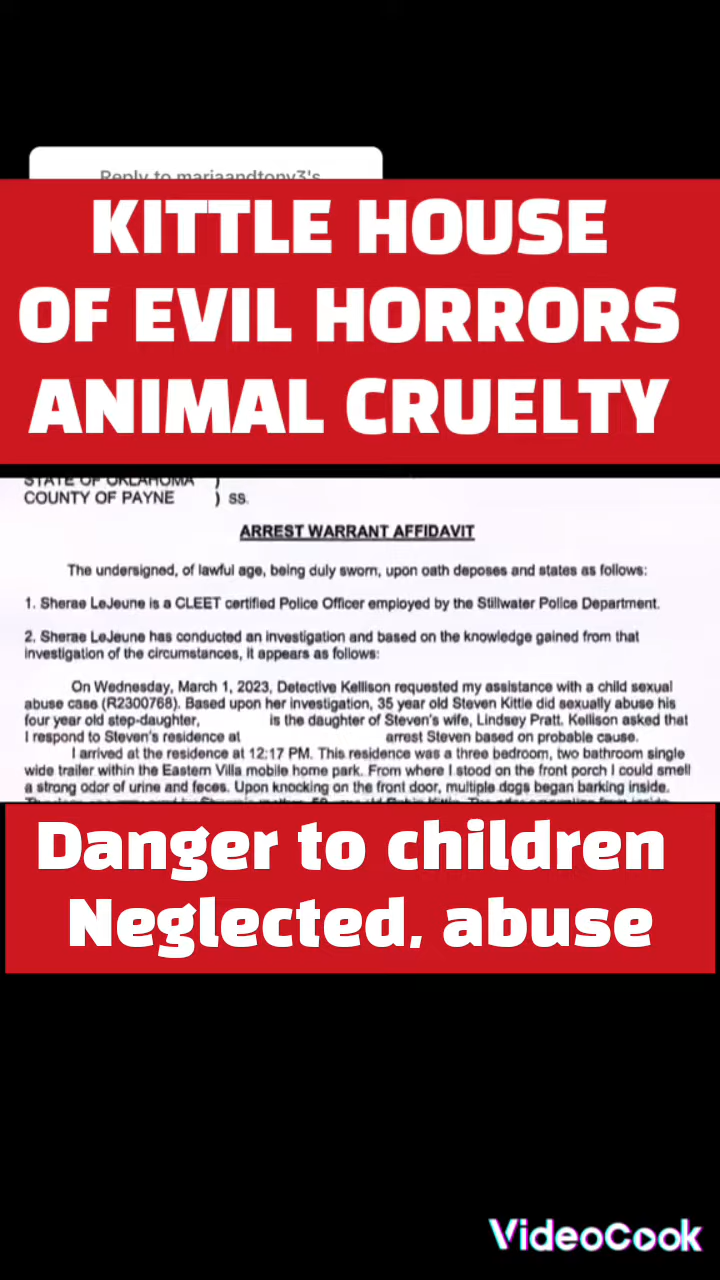 Reply to mariaandtony3's
KITTLE HOUSE
OF EVIL HORRORS
ANIMAL CRUELTY
STATE OF OKLAHOMA )
COUNTY OF PAYNE ) ss.
ARREST WARRANT AFFIDAVIT
The undersigned, of lawful age, being duly sworn, upon oath deposes and states as follows:
1. Sherae LeJeune is a CLEET certified Police Officer employed by the Stillwater Police Department.
2. Sherae LeJeune has conducted an investigation and based on the knowledge gained from that
investigation of the circumstances, it appears as follows:
On Wednesday, March 1, 2023, Detective Kellison requested my assistance with a child sexual
abuse case (R2300768). Based upon her investigation, 35 year old Steven Kittle did sexually abuse his
four year old step-daughter, is the daughter of Steven's wife, Lindsey Pratt. Kellison asked that
I respond to Steven's residence at arrest Steven based on probable cause.
I arrived at the residence at 12:17 PM. This residence was a three bedroom, two bathroom single
wide trailer within the Eastern Villa mobile home park. From where I stood on the front porch I could smell
a strong odor of urine and feces. Upon knocking on the front door, multiple dogs began barking inside.
Danger to children
Neglected, abuse
VideoCook